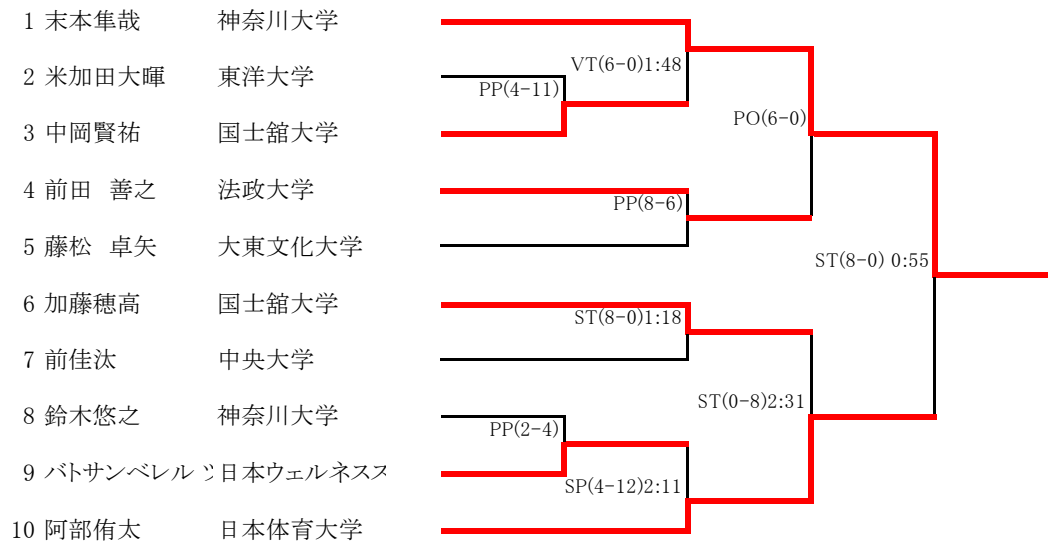 1 末本隼哉 神奈川大学
VT(6-0)1:48
2 米加田大暉 東洋大学
PP(4-11)
PO(6-0)
3 中岡賢祐 国士舘大学
4 前田 善之 法政大学
PP(8-6)
5 藤松 卓矢 大東文化大学
ST(8-0) 0:55
6 加藤穂高 国士舘大学
ST(8-0)1:18
7 前佳汰 中央大学
ST(0-8)2:31
8 鈴木悠之 神奈川大学
PP(2-4)
9 バトサンベレル 日本ウェルネスス
SP(4-12)2:11
10 阿部侑太 日本体育大学